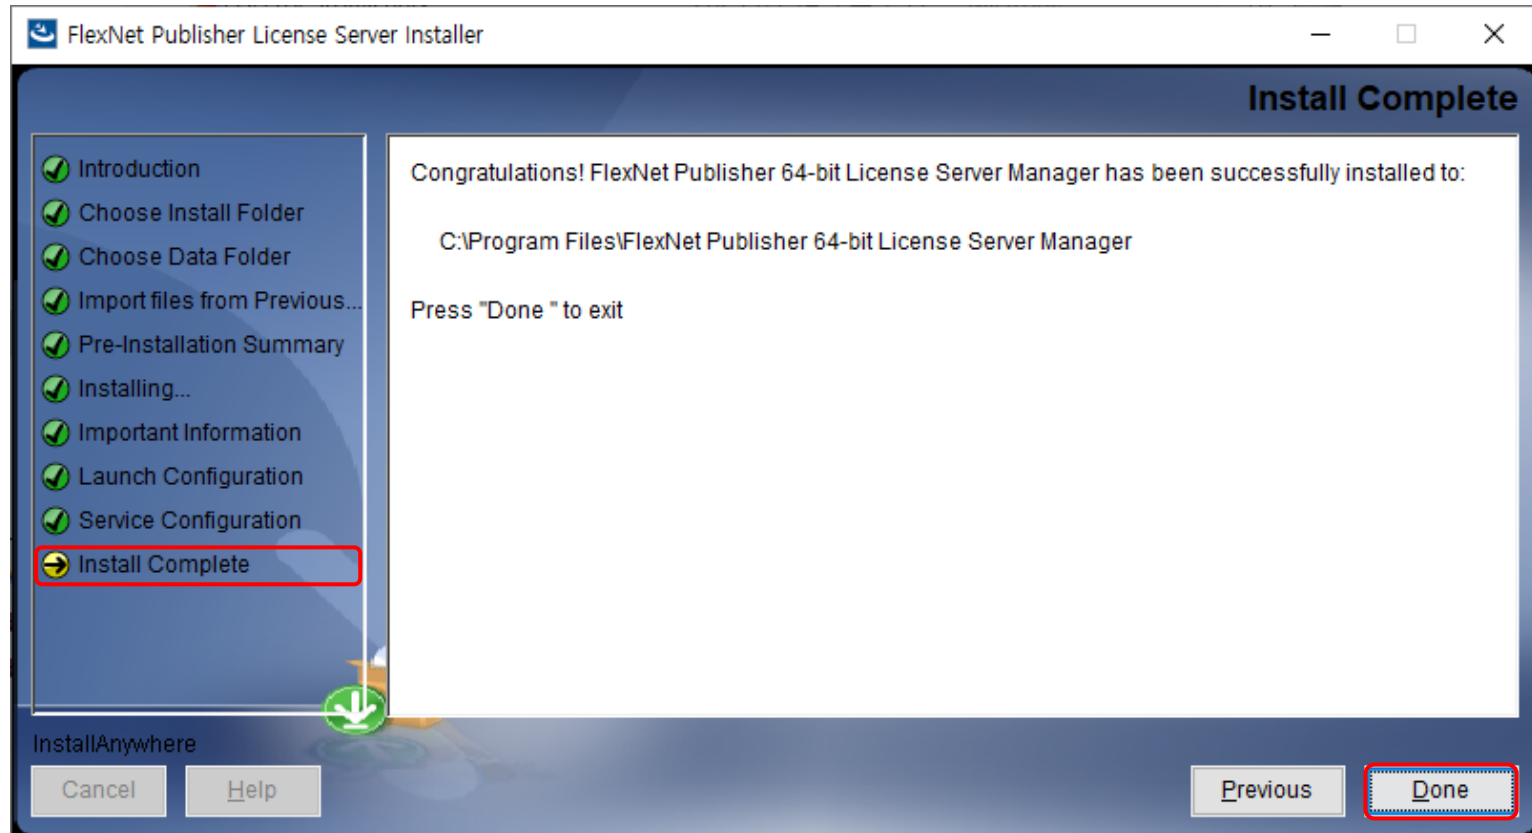 FlexNet Publisher License Server Installer
Install Complete
Introduction
Choose Install Folder
Choose Data Folder
Import files from Previous...
Pre-Installation Summary
Installing...
Important Information
Launch Configuration
Service Configuration
Install Complete
Congratulations! FlexNet Publisher 64-bit License Server Manager has been successfully installed to:
C:\Program Files\FlexNet Publisher 64-bit License Server Manager
Press "Done " to exit
InstallAnywhere
Cancel
Help
Previous
Done